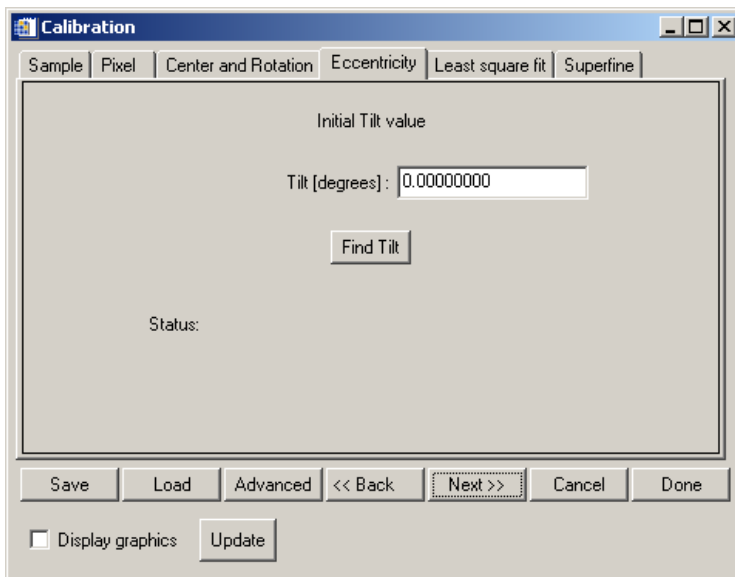 Calibration
Sample Pixel Center and Rotation Eccentricity Least square fit Superfine
Initial Tilt value
Tilt [degrees] : 0.00000000
Find Tilt
Status:
Save Load Advanced << Back Next >> Cancel Done
Display graphics Update